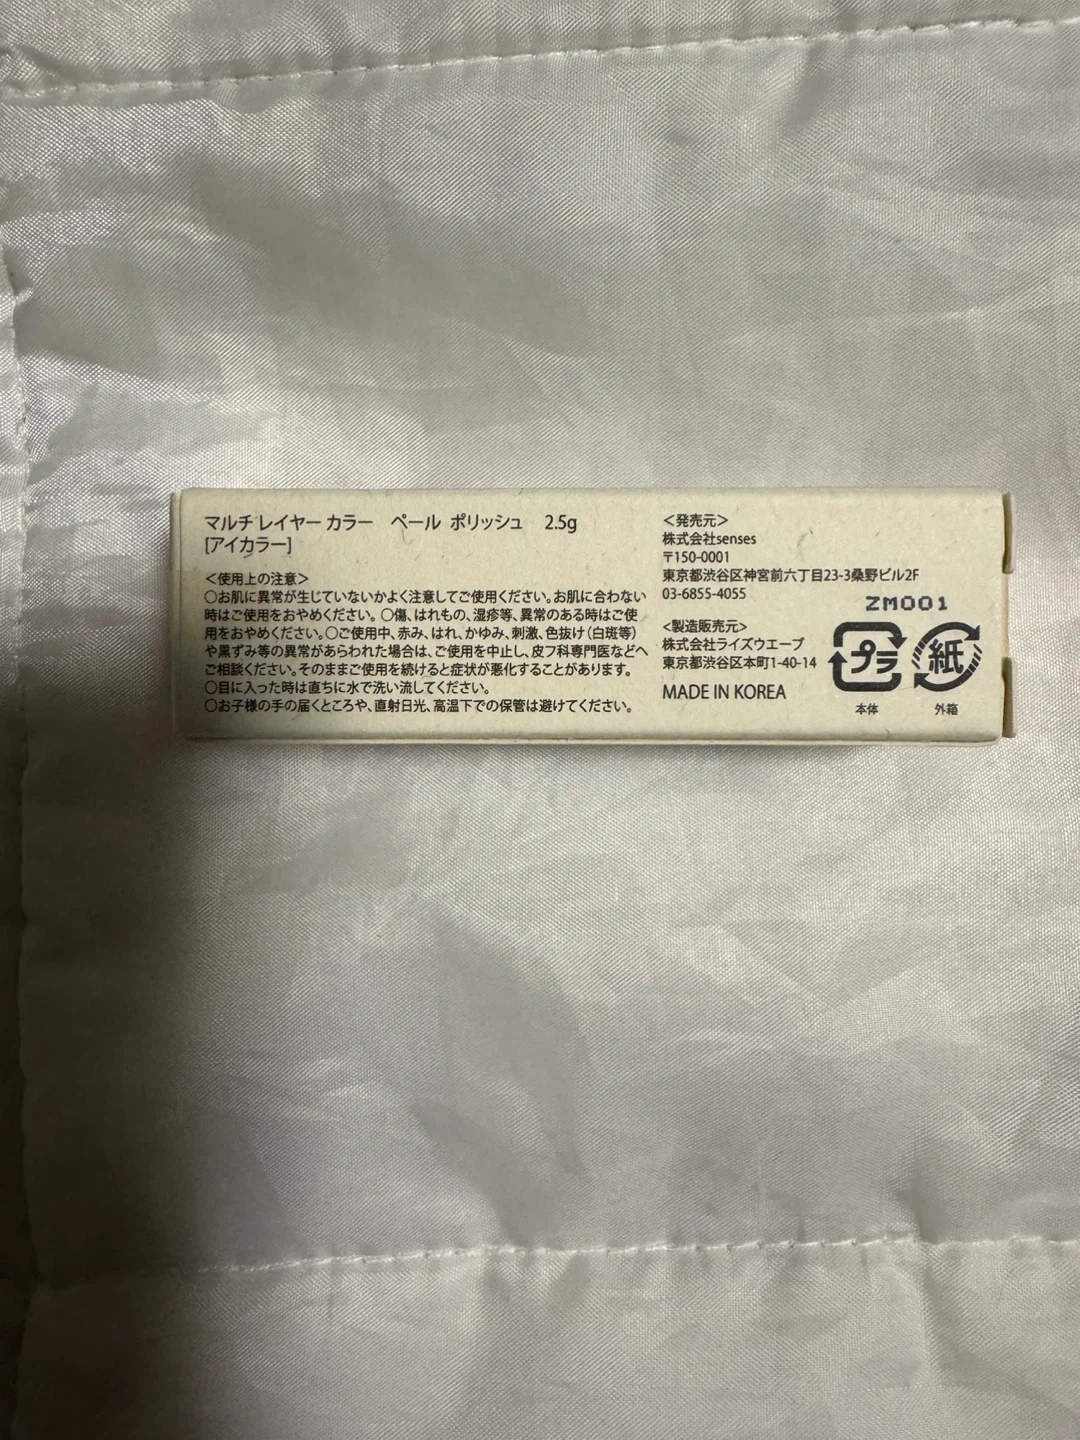 マルチ レイヤー カラー　ペール ポリッシュ　2.5g
[アイカラー]
＜使用上の注意＞
○お肌に異常が生じていないかよく注意してご使用ください。お肌に合わない
時はご使用をおやめください。○傷、はれもの、湿疹等、異常のある時はご使
用をおやめください。○ご使用中、赤み、はれ、かゆみ、刺激、色抜け（白斑等）
や黒ずみ等の異常があらわれた場合は、ご使用を中止し、皮フ科専門医などへ
ご相談ください。そのままご使用を続けると症状が悪化することがあります。
○目に入った時は直ちに水で洗い流してください。
○お子様の手の届くところや、直射日光、高温下での保管は避けてください。
＜発売元＞
株式会社senses
〒150-0001
東京都渋谷区神宮前六丁目23-3桑野ビル2F
03-6855-4055
＜製造販売元＞
株式会社ライズウエーブ
東京都渋谷区本町1-40-14
MADE IN KOREA
ZM001
プラ
本体
紙
外箱